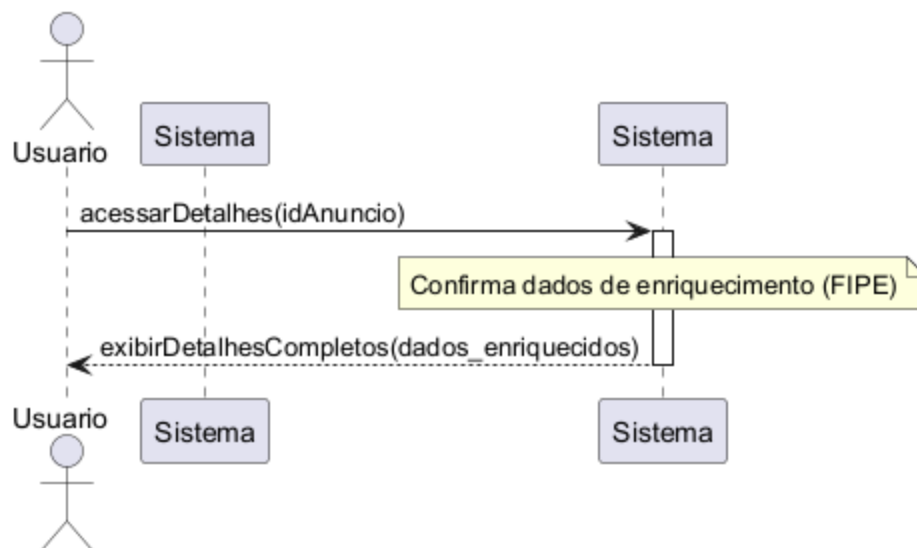 Usuario
Sistema
Sistema
acessarDetalhes(idAnuncio)
Confirma dados de enriquecimento (FIPE)
exibirDetalhesCompletos(dados_enriquecidos)
Usuario
Sistema
Sistema